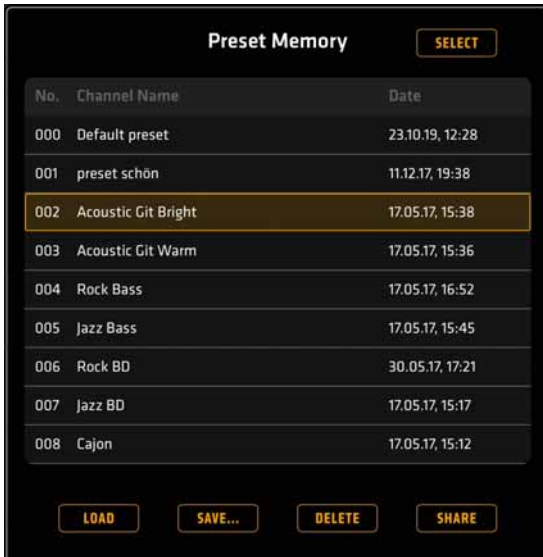 Preset Memory SELECT
No. Channel Name Date
000 Default preset 23.10.19, 12:28
001 preset schön 11.12.17, 19:38
002 Acoustic Git Bright 17.05.17, 15:38
003 Acoustic Git Warm 17.05.17, 15:36
004 Rock Bass 17.05.17, 16:52
005 Jazz Bass 17.05.17, 15:45
006 Rock BD 30.05.17, 17:21
007 Jazz BD 17.05.17, 15:17
008 Cajon 17.05.17, 15:12
LOAD SAVE... DELETE SHARE